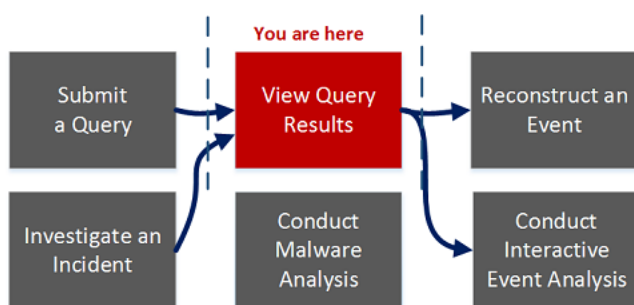 You are here
Submit
a Query
View Query
Results
Reconstruct an
Event
Investigate an
Incident
Conduct
Malware
Analysis
Conduct
Interactive
Event Analysis